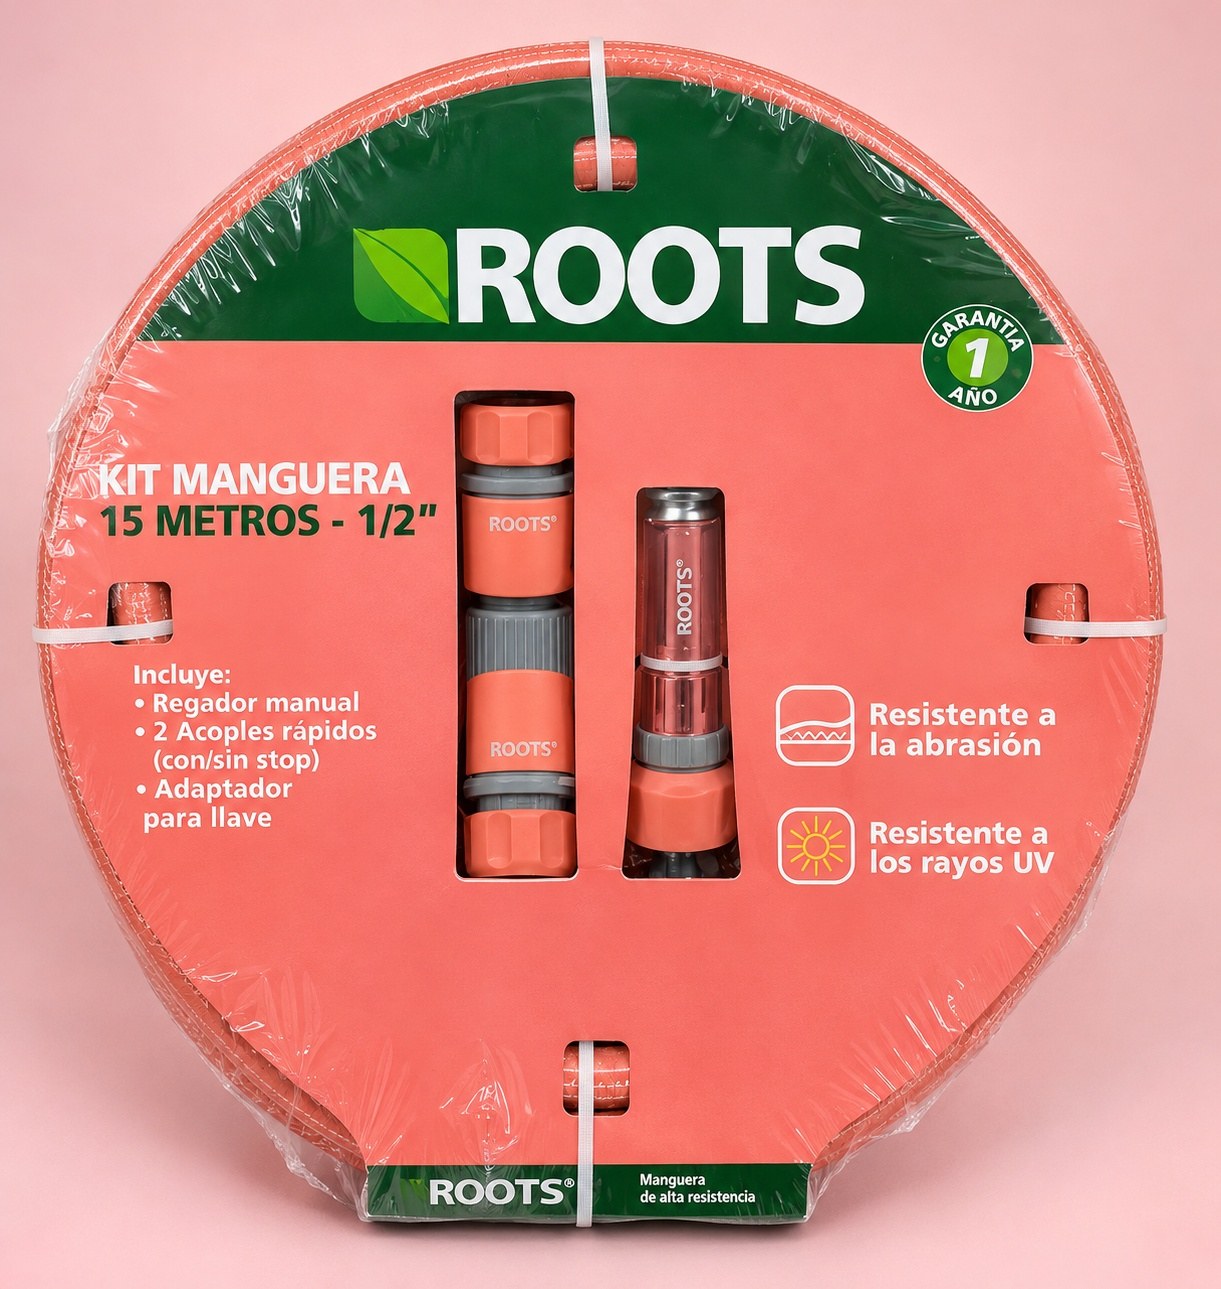 ROOTS
GARANTIA
1
AÑO
KIT MANGUERA
15 METROS - 1/2"
ROOTS®
ROOTS®
ROOTS®
Incluye:
• Regador manual
• 2 Acoples rápidos
(con/sin stop)
• Adaptador
para llave
Resistente a
la abrasión
Resistente a
los rayos UV
ROOTS®
Manguera
de alta resistencia